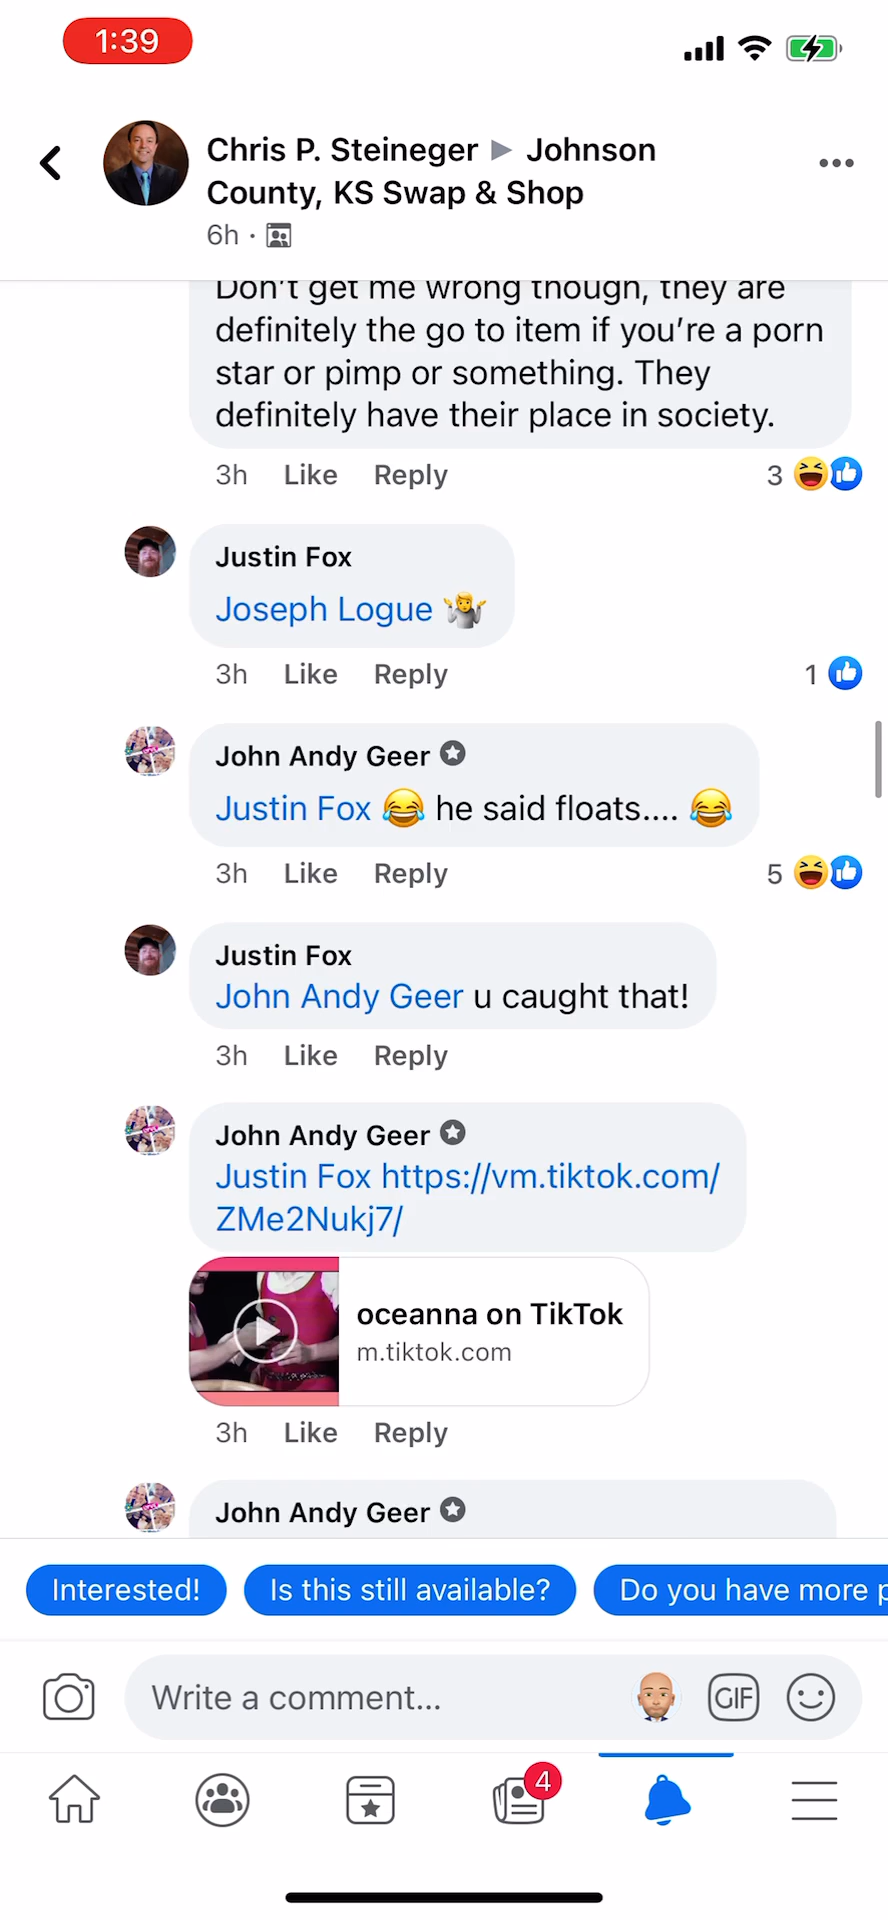 1:39
Chris P. Steineger ▶ Johnson
County, KS Swap & Shop
6h ·
Don't get me wrong though, they are
definitely the go to item if you're a porn
star or pimp or something. They
definitely have their place in society.
3h Like Reply 3
Justin Fox
Joseph Logue 🤷
3h Like Reply 1
John Andy Geer
Justin Fox 😂 he said floats.... 😂
3h Like Reply 5
Justin Fox
John Andy Geer u caught that!
3h Like Reply
John Andy Geer
Justin Fox https://vm.tiktok.com/
ZMe2Nukj7/
oceanna on TikTok
m.tiktok.com
3h Like Reply
John Andy Geer
Interested! Is this still available? Do you have more p
Write a comment... GIF
4